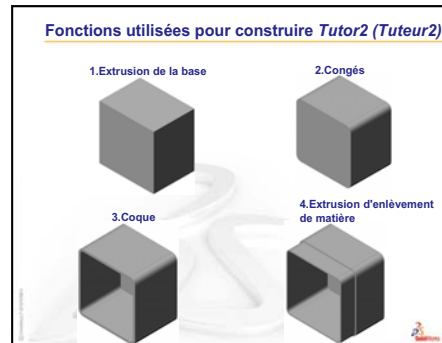 Fonctions utilisées pour construire Tutor2 (Tuteur2)
1.Extrusion de la base
2.Congés
3.Coque
4.Extrusion d'enlèvement
de matière
SolidWorks